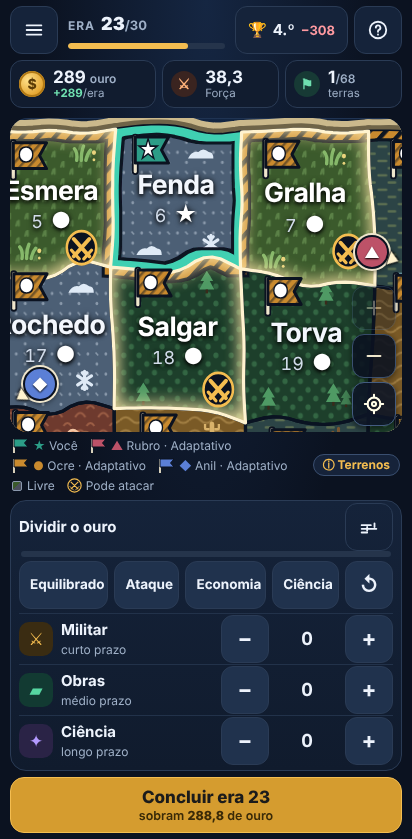 ERA 23/30
4.º −308
289 ouro
+289/era
38,3
Força
1/68
terras
Esmera
5
Fenda
6
Gralha
7
ochedo
17
Salgar
18
Torva
19
Você
Rubro · Adaptativo
Ocre · Adaptativo
Anil · Adaptativo
Livre
Pode atacar
Terrenos
Dividir o ouro
Equilibrado
Ataque
Economia
Ciência
Militar
curto prazo
− 0 +
Obras
médio prazo
− 0 +
Ciência
longo prazo
− 0 +
Concluir era 23
sobram 288,8 de ouro